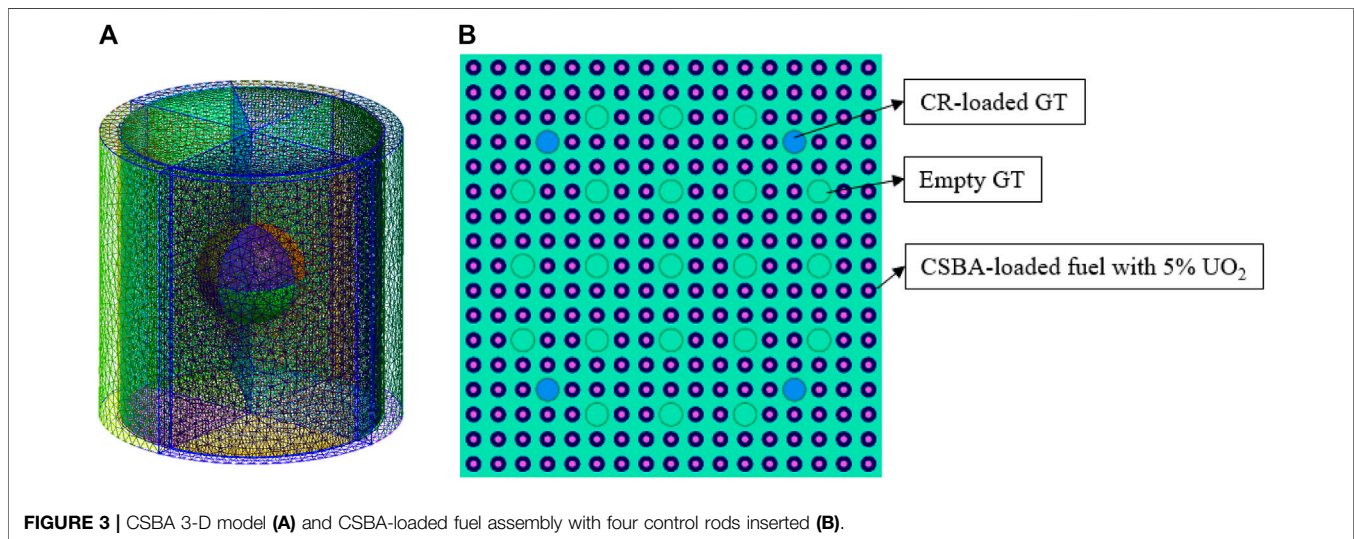 A
B
CR-loaded GT
Empty GT
CSBA-loaded fuel with 5% UO₂
FIGURE 3 | CSBA 3-D model (A) and CSBA-loaded fuel assembly with four control rods inserted (B).